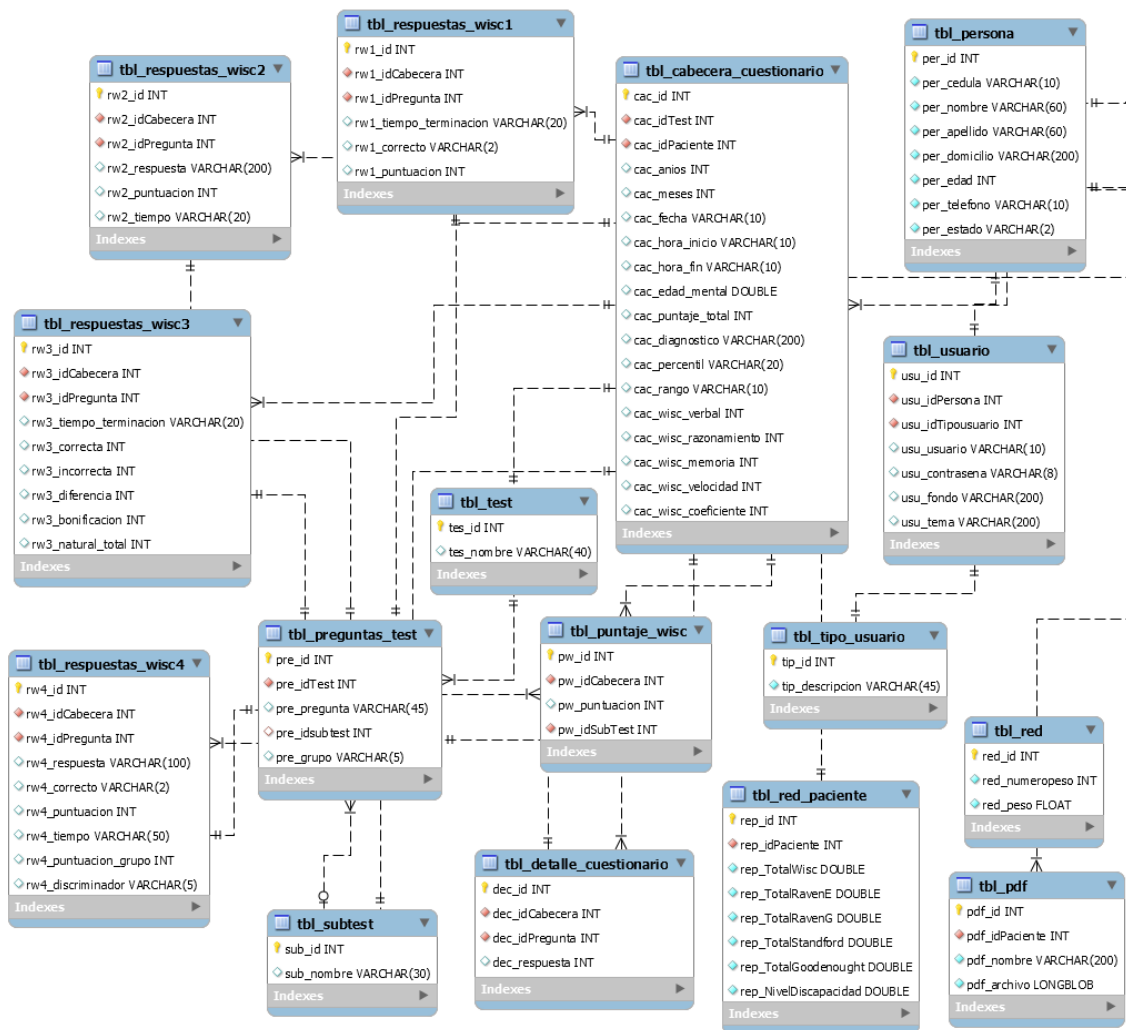 tbl_respuestas_wisc1
rw1_id INT
rw1_idCabecera INT
rw1_idPregunta INT
rw1_tiempo_terminacion VARCHAR(20)
rw1_correcto VARCHAR(2)
rw1_puntuacion INT
Indexes
tbl_respuestas_wisc2
rw2_id INT
rw2_idCabecera INT
rw2_idPregunta INT
rw2_respuesta VARCHAR(200)
rw2_puntuacion INT
rw2_tiempo VARCHAR(20)
Indexes
tbl_cabecera_cuestionario
cac_id INT
cac_idTest INT
cac_idPaciente INT
cac_anios INT
cac_meses INT
cac_fecha VARCHAR(10)
cac_hora_inicio VARCHAR(10)
cac_hora_fin VARCHAR(10)
cac_edad_mental DOUBLE
cac_puntaje_total INT
cac_diagnostico VARCHAR(200)
cac_percentil VARCHAR(20)
cac_rango VARCHAR(10)
cac_wisc_verbal INT
cac_wisc_razonamiento INT
cac_wisc_memoria INT
cac_wisc_velocidad INT
cac_wisc_coeficiente INT
Indexes
tbl_persona
per_id INT
per_cedula VARCHAR(10)
per_nombre VARCHAR(60)
per_apellido VARCHAR(60)
per_domicilio VARCHAR(200)
per_edad INT
per_telefono VARCHAR(10)
per_estado VARCHAR(2)
Indexes
tbl_respuestas_wisc3
rw3_id INT
rw3_idCabecera INT
rw3_idPregunta INT
rw3_tiempo_terminacion VARCHAR(20)
rw3_correcta INT
rw3_incorrecta INT
rw3_diferencia INT
rw3_bonificacion INT
rw3_natural_total INT
Indexes
tbl_usuario
usu_id INT
usu_idPersona INT
usu_idTipousuario INT
usu_usuario VARCHAR(10)
usu_contrasena VARCHAR(8)
usu_fondo VARCHAR(200)
usu_tema VARCHAR(200)
Indexes
tbl_test
tes_id INT
tes_nombre VARCHAR(40)
Indexes
tbl_preguntas_test
pre_id INT
pre_idTest INT
pre_pregunta VARCHAR(45)
pre_idsubtest INT
pre_grupo VARCHAR(5)
Indexes
tbl_puntaje_wisc
pw_id INT
pw_idCabecera INT
pw_puntuacion INT
pw_idSubTest INT
Indexes
tbl_tipo_usuario
tip_id INT
tip_descripcion VARCHAR(45)
Indexes
tbl_respuestas_wisc4
rw4_id INT
rw4_idCabecera INT
rw4_idPregunta INT
rw4_respuesta VARCHAR(100)
rw4_correcto VARCHAR(2)
rw4_puntuacion INT
rw4_tiempo VARCHAR(50)
rw4_puntuacion_grupo INT
rw4_discriminador VARCHAR(5)
Indexes
tbl_red
red_id INT
red_numeropeso INT
red_peso FLOAT
Indexes
tbl_red_paciente
rep_id INT
rep_idPaciente INT
rep_TotalWisc DOUBLE
rep_TotalRavenE DOUBLE
rep_TotalRavenG DOUBLE
rep_TotalStandford DOUBLE
rep_TotalGoodenought DOUBLE
rep_NivelDiscapacidad DOUBLE
Indexes
tbl_detalle_cuestionario
dec_id INT
dec_idCabecera INT
dec_idPregunta INT
dec_respuesta INT
Indexes
tbl_pdf
pdf_id INT
pdf_idPaciente INT
pdf_nombre VARCHAR(200)
pdf_archivo LONGBLOB
Indexes
tbl_subtest
sub_id INT
sub_nombre VARCHAR(30)
Indexes